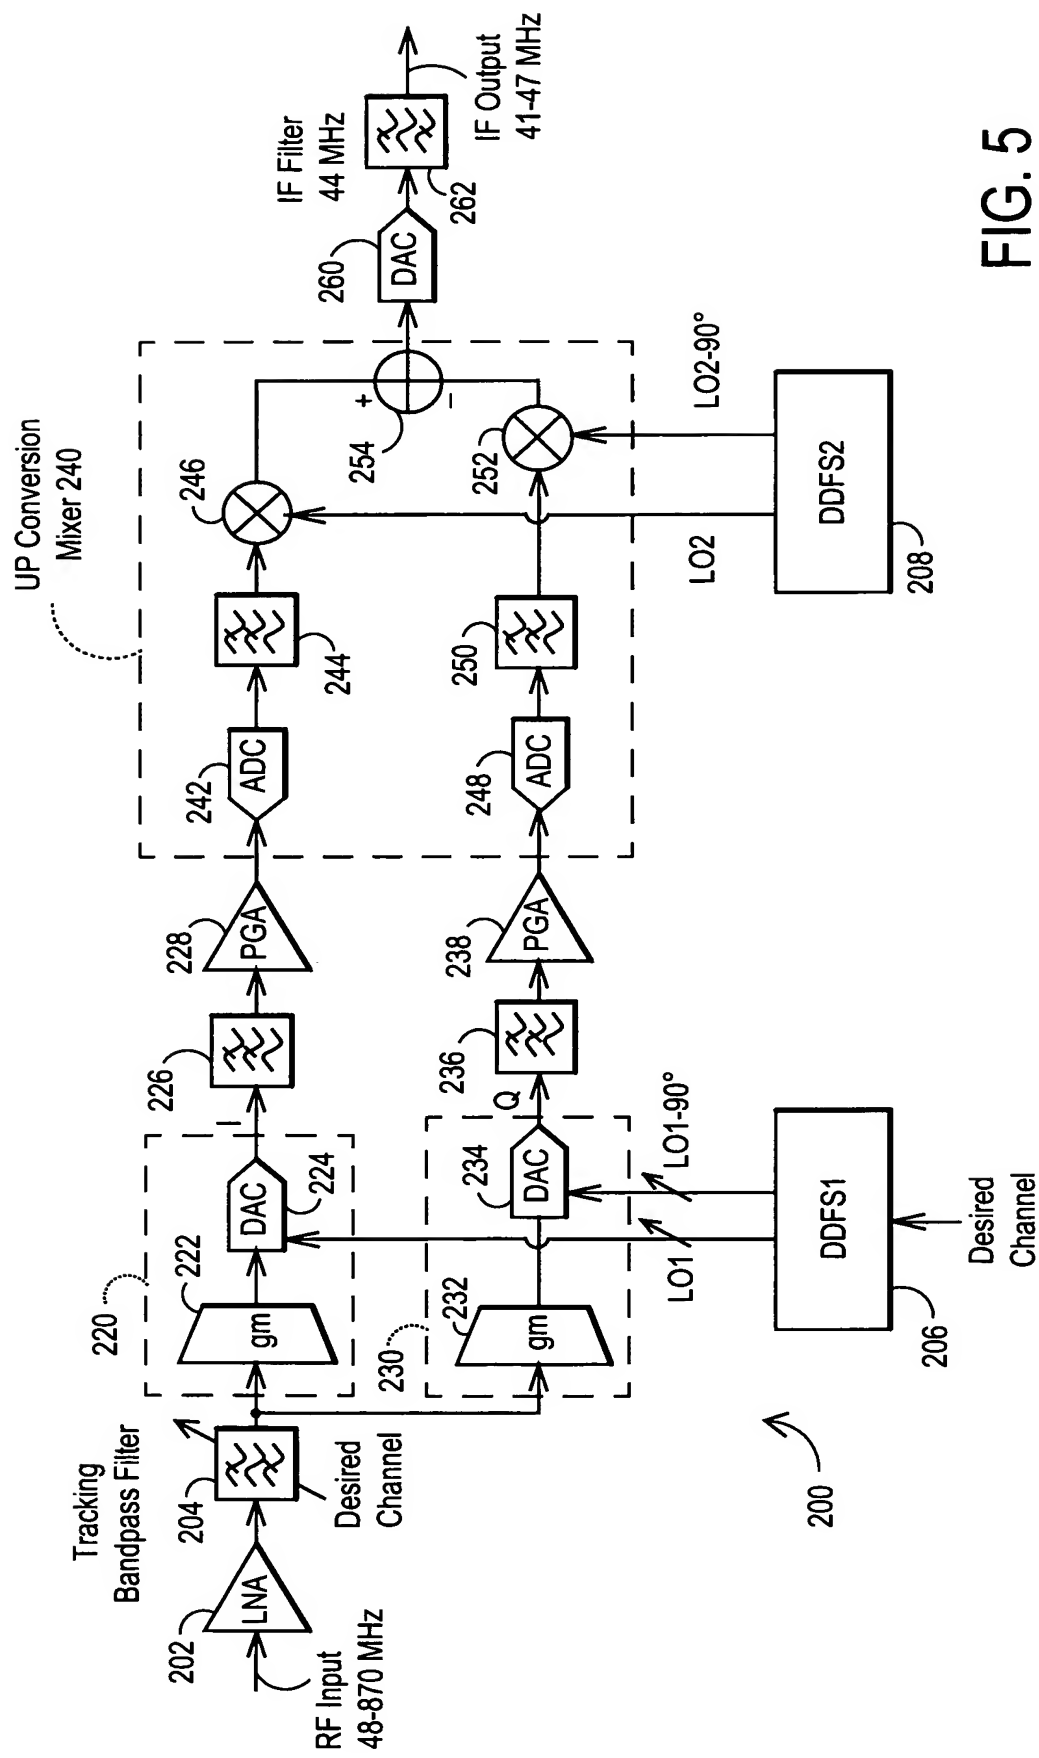 RF Input
48-870 MHz
202
LNA
Tracking
Bandpass Filter
204
Desired
Channel
220
222
gm
DAC
224
I
226
228
PGA
230
232
gm
234
DAC
Q
236
238
PGA
UP Conversion
Mixer 240
242
ADC
244
246
248
ADC
250
252
254
+
−
260
DAC
IF Filter
44 MHz
262
IF Output
41-47 MHz
LO1
LO1-90°
DDFS1
206
Desired
Channel
LO2
LO2-90°
DDFS2
208
200
FIG. 5